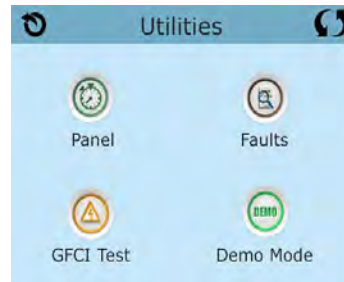 Utilities
Panel
Faults
DEMO
GFCI Test
Demo Mode